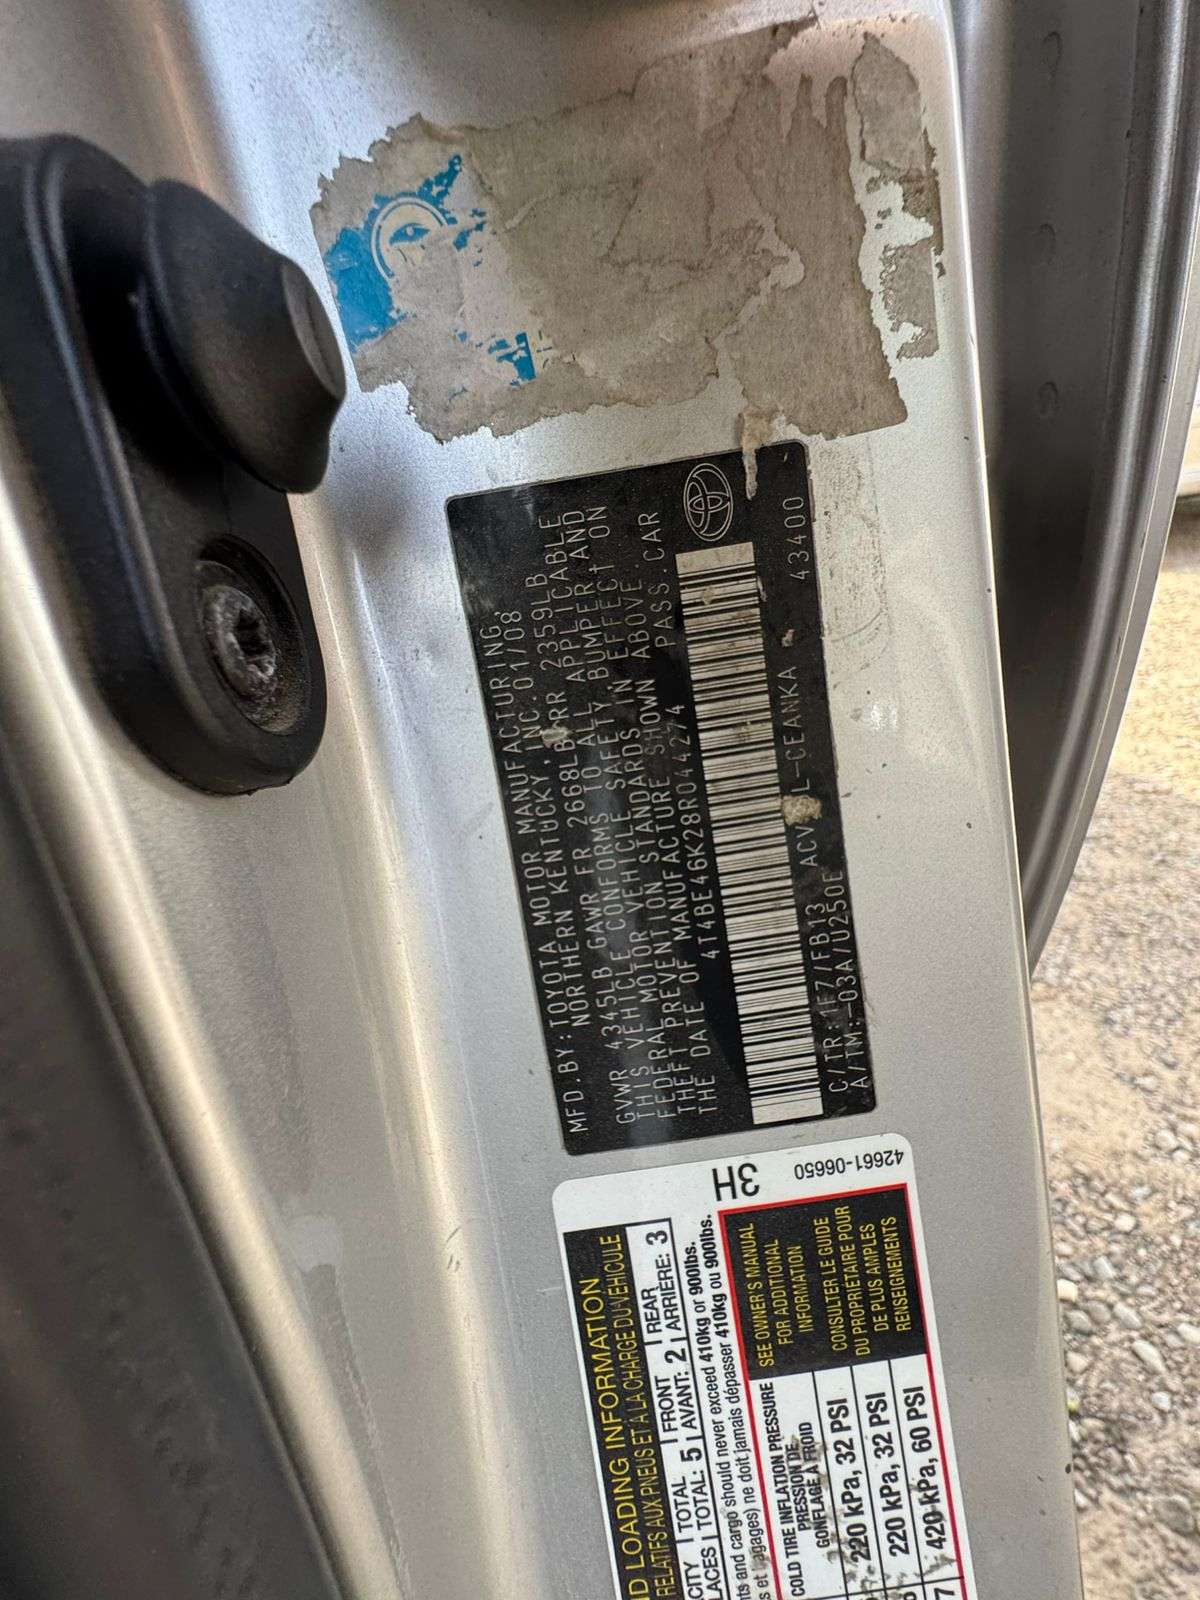 MFD.BY:TOYOTA MOTOR MANUFACTURING,
NORTHERN KENTUCKY,INC.01/08
GVWR 4345LB GAWR FR 2668LB RR 2359LB
THIS VEHICLE CONFORMS TO ALL APPLICABLE
FEDERAL MOTOR VEHICLE SAFETY, BUMPER AND
THEFT PREVENTION STANDARDS IN EFFECT ON
THE DATE OF MANUFACTURE SHOWN ABOVE.
4T4BE46K28R044274 PASS.CAR
C/TR:1F7/FB13 L-CEANKA 43400
A/TM:-03A/U250E
3H
42661-06650
LOADING INFORMATION
RELATIFS AUX PNEUS ET À LA CHARGE DU VÉHICULE
TOTAL FRONT REAR
TOTAL: 5 AVANT: 2 ARRIÈRE: 3
and cargo should never exceed 410kg or 900lbs.
et bagages) ne doit jamais dépasser 410kg ou 900lbs.
COLD TIRE INFLATION PRESSURE
PRESSION DE
GONFLAGE À FROID
220 kPa, 32 PSI
220 kPa, 32 PSI
420 kPa, 60 PSI
SEE OWNER'S MANUAL
FOR ADDITIONAL
INFORMATION
CONSULTER LE GUIDE
DU PROPRIÉTAIRE POUR
DE PLUS AMPLES
RENSEIGNEMENTS